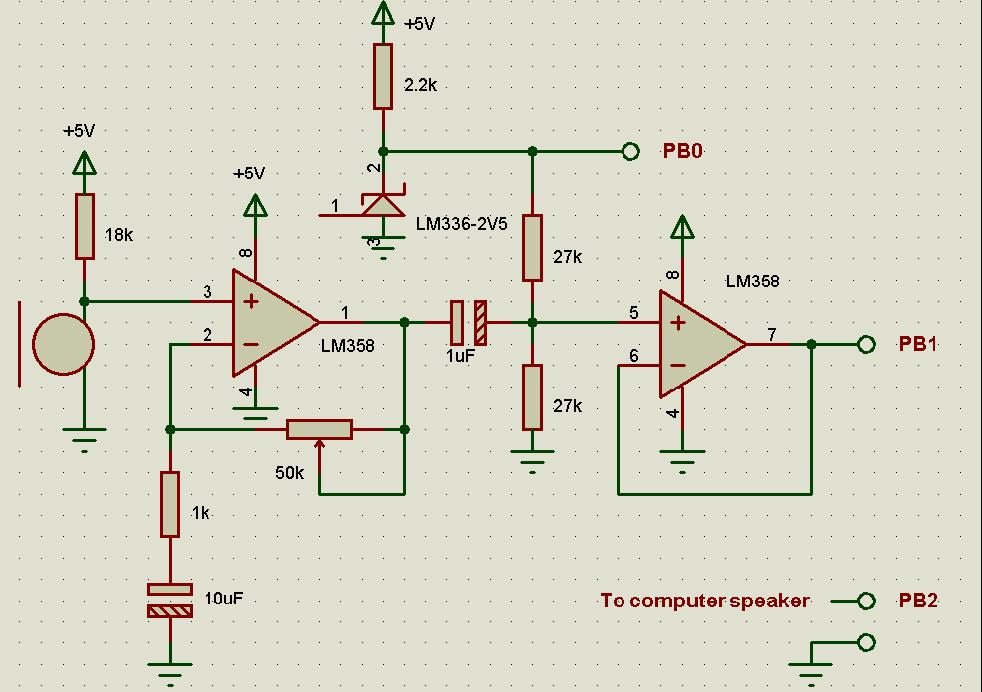 +5V
2.2k
PB0
+5V
2
+5V
1
LM336-2V5
3
18k
8
27k
8
LM358
3
1
5
2
LM358
1uF
7
PB1
6
4
27k
4
50k
1k
10uF
To computer speaker
PB2